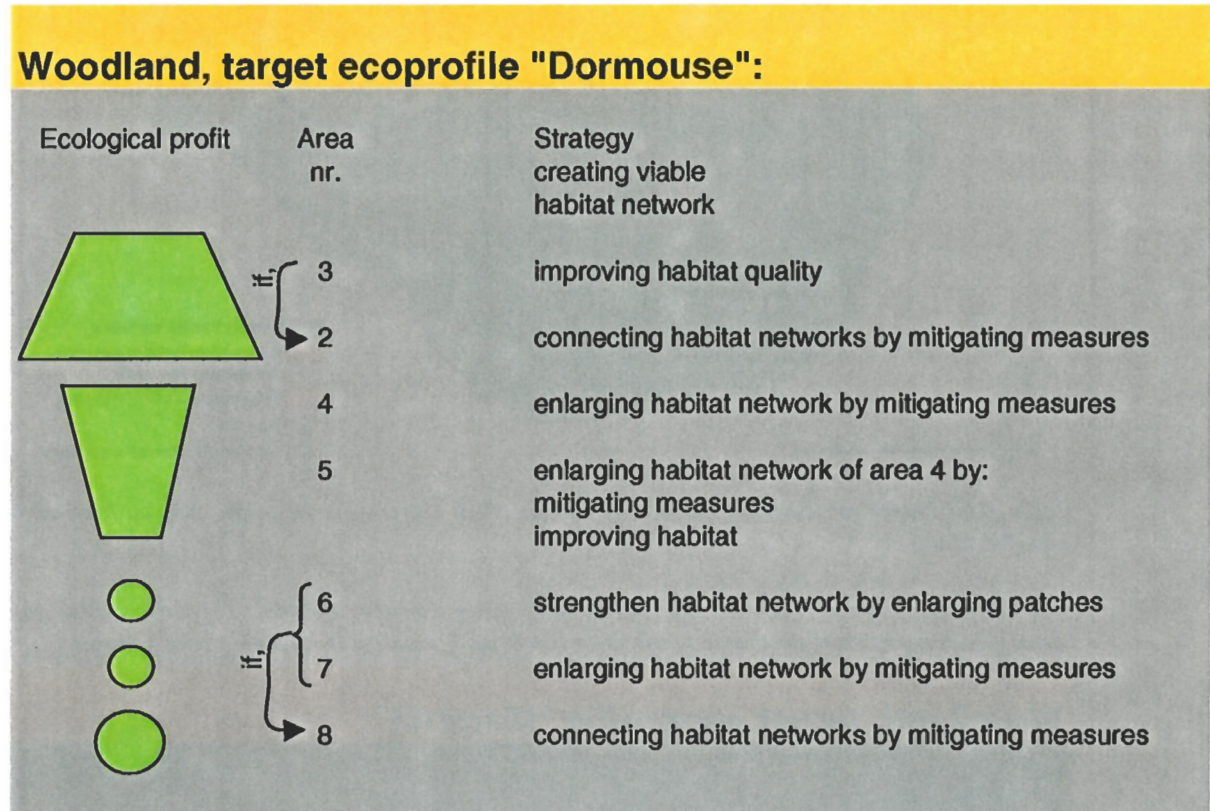 Woodland, target ecoprofile "Dormouse":
Ecological profit Area Strategy
nr. creating viable
habitat network
if, 3 improving habitat quality
2 connecting habitat networks by mitigating measures
4 enlarging habitat network by mitigating measures
5 enlarging habitat network of area 4 by:
mitigating measures
improving habitat
6 strengthen habitat network by enlarging patches
if, 7 enlarging habitat network by mitigating measures
8 connecting habitat networks by mitigating measures